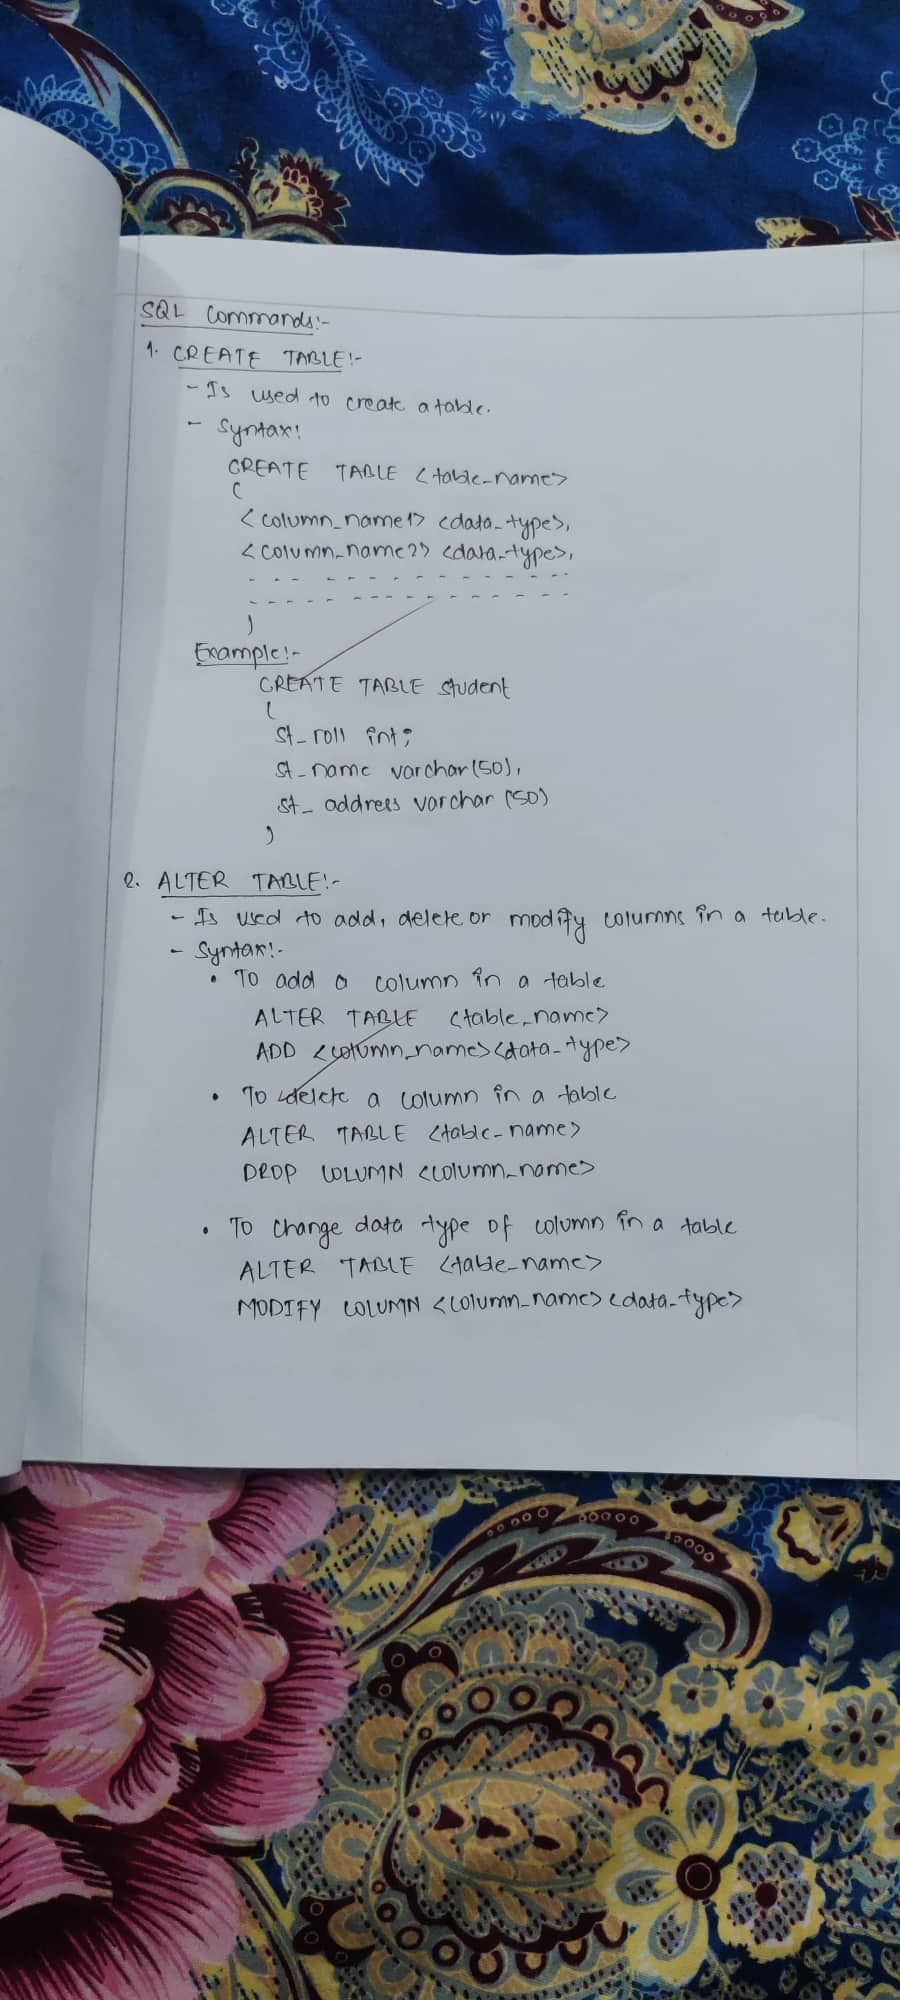 SQL Commands:-
1. CREATE TABLE:-
- Is used to create a table.
- Syntax:
CREATE TABLE <table_name>
(
<column_name1> <data_type>,
<column_name2> <data_type>,
- - - - - - - - - - - -
- - - - - - - - - - - -
)
Example:-
CREATE TABLE student
(
st_roll int;
st_name varchar(50),
st_address varchar (50)
)
2. ALTER TABLE:-
- Is used to add, delete or modify columns in a table.
- Syntax:-
• To add a column in a table
ALTER TABLE <table_name>
ADD <column_name> <data_type>
• To delete a column in a table
ALTER TABLE <table_name>
DROP COLUMN <column_name>
• To change data type of column in a table
ALTER TABLE <table_name>
MODIFY COLUMN <column_name> <data_type>